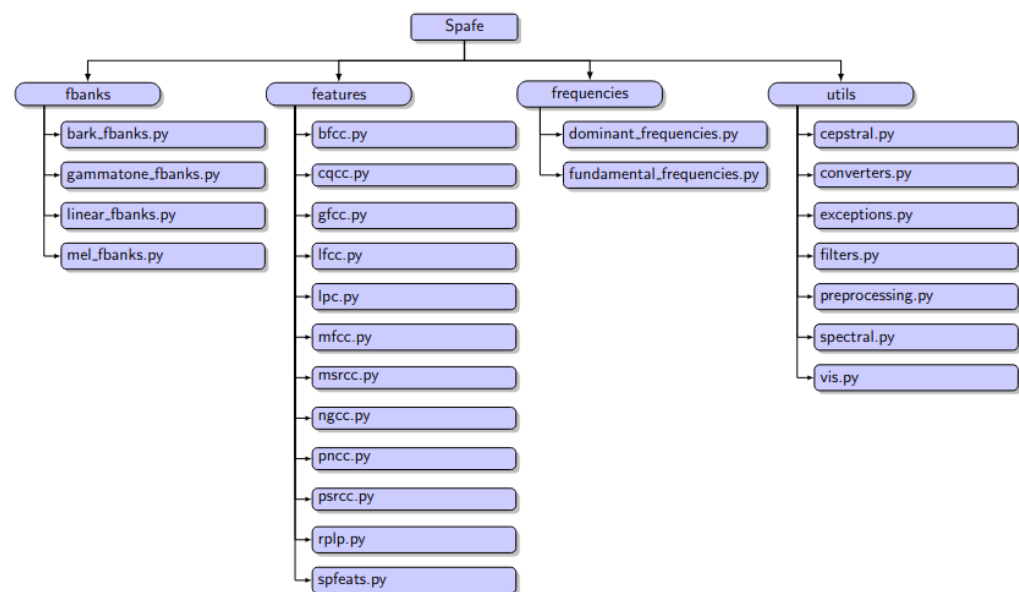 Spafe
fbanks
bark_fbanks.py
gammatone_fbanks.py
linear_fbanks.py
mel_fbanks.py
features
bfcc.py
cqcc.py
gfcc.py
lfcc.py
lpc.py
mfcc.py
msrcc.py
ngcc.py
pncc.py
psrcc.py
rplp.py
spfeats.py
frequencies
dominant_frequencies.py
fundamental_frequencies.py
utils
cepstral.py
converters.py
exceptions.py
filters.py
preprocessing.py
spectral.py
vis.py